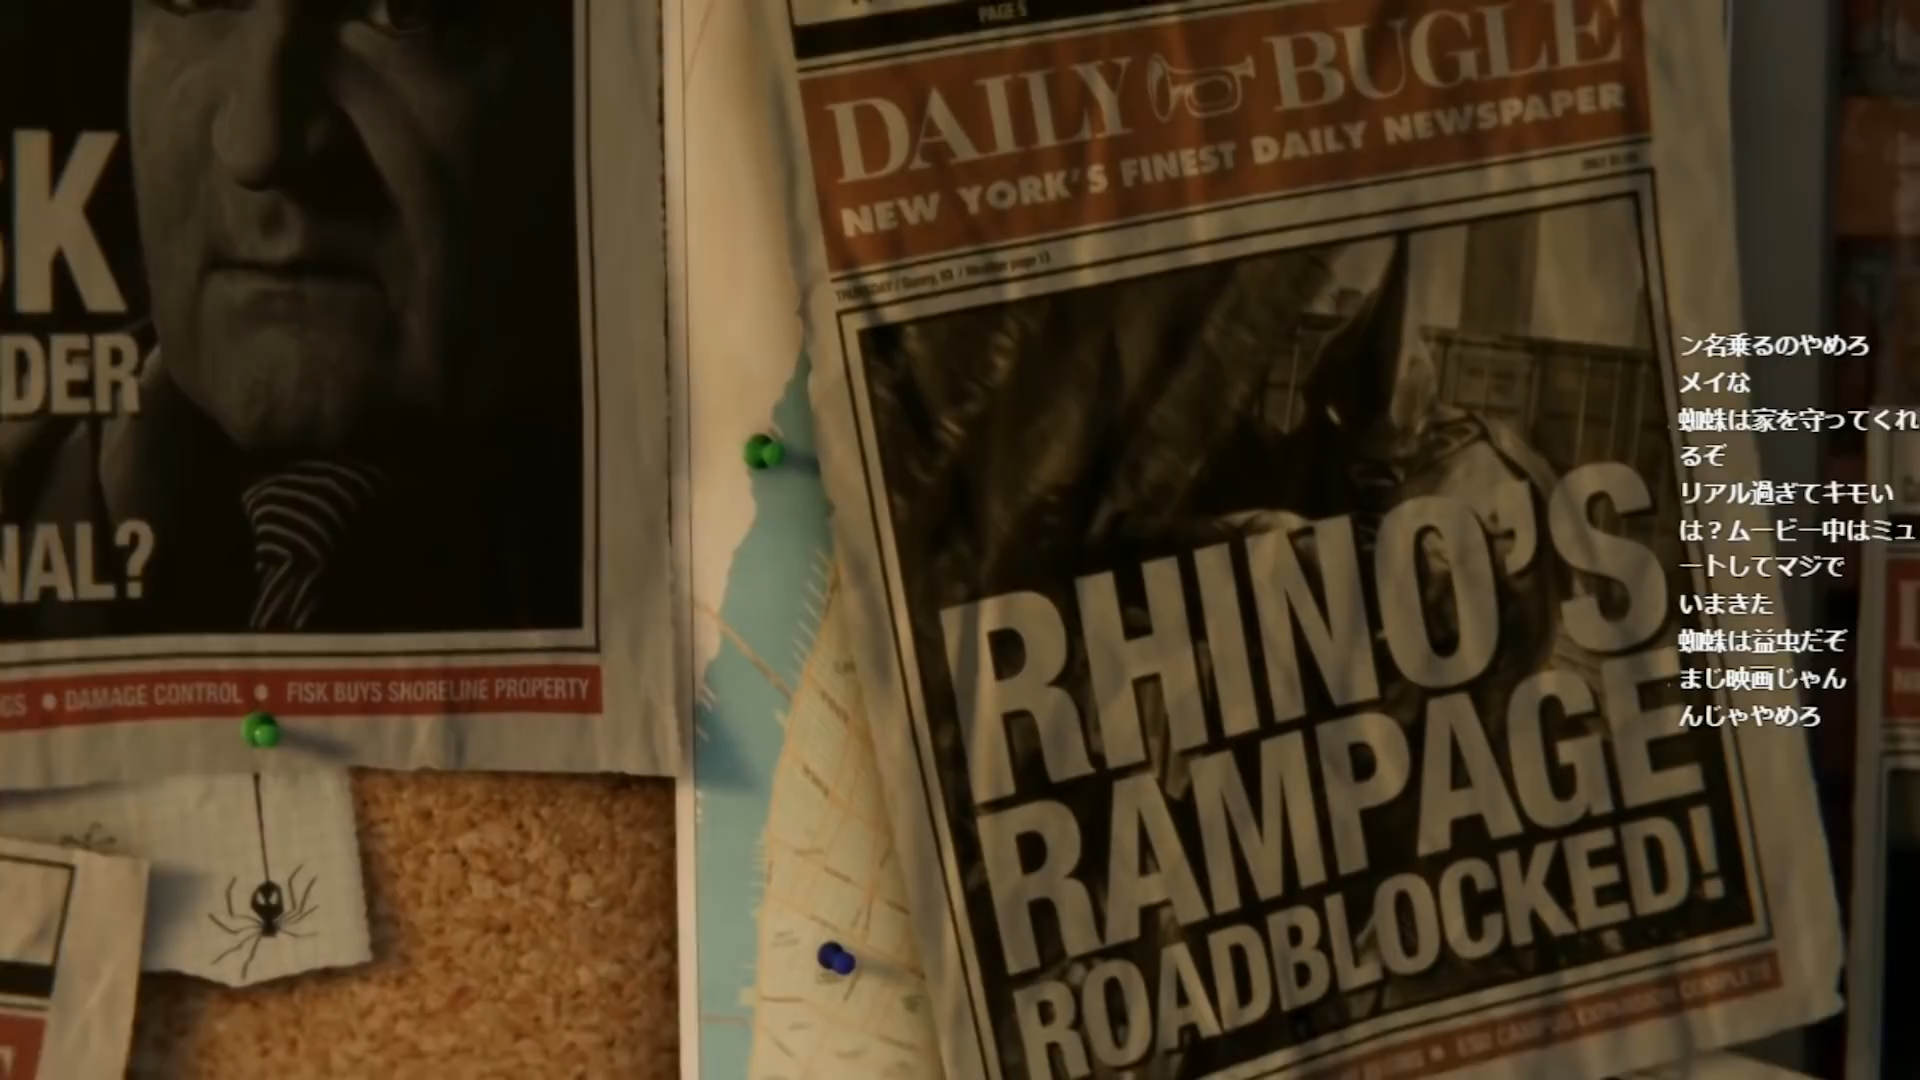 K
DER
NAL?
GS • DAMAGE CONTROL • FISK BUYS SHORELINE PROPERTY
PAGE 5
DAILY BUGLE
NEW YORK'S FINEST DAILY NEWSPAPER
RHINO'S
RAMPAGE
ROADBLOCKED!
ン名乗るのやめろ
メイな
蜘蛛は家を守ってくれ
るぞ
リアル過ぎてキモい
は？ムービー中はミュ
ートしてマジで
いまきた
蜘蛛は益虫だぞ
まじ映画じゃん
んじゃやめろ